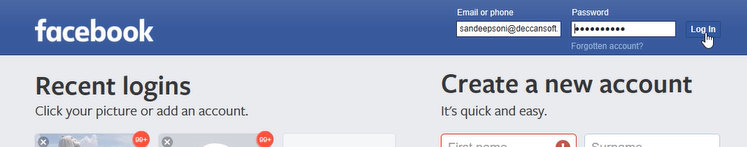 facebook
Email or phone
Password
sandeepsoni@deccansoft.
••••••••••
Log In
Forgotten account?
Recent logins
Click your picture or add an account.
99+
99+
Create a new account
It's quick and easy.
First name
Surname